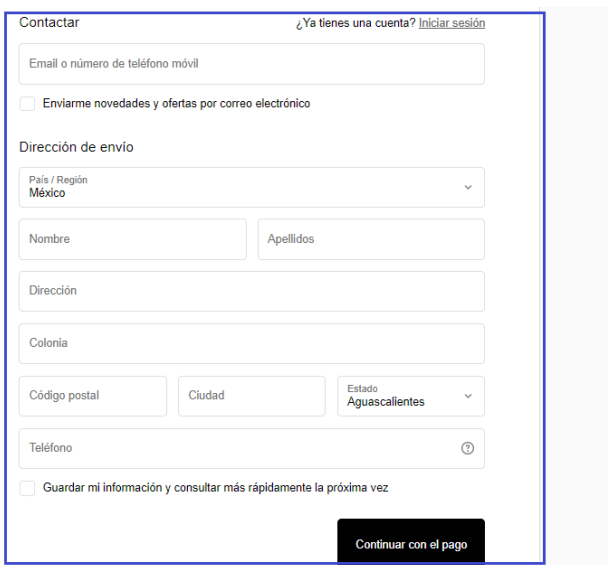 Contactar
¿Ya tienes una cuenta? Iniciar sesión
Email o número de teléfono móvil
Enviarme novedades y ofertas por correo electrónico
Dirección de envío
País / Región
México
Nombre
Apellidos
Dirección
Colonia
Código postal
Ciudad
Estado
Aguascalientes
Teléfono
Guardar mi información y consultar más rápidamente la próxima vez
Continuar con el pago